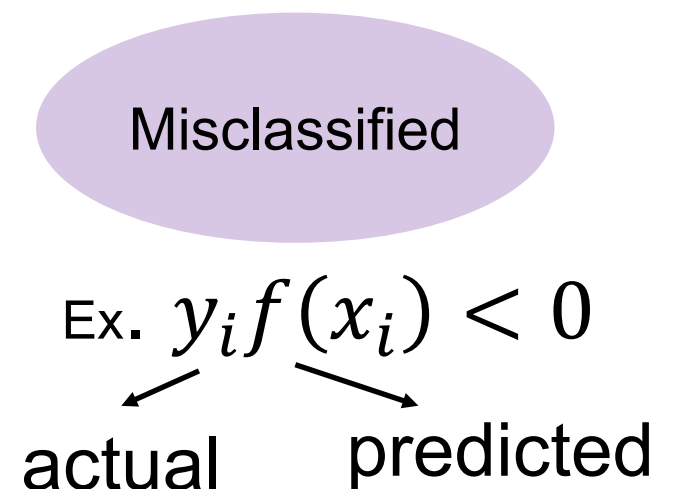 Misclassified
Ex. yᵢf(xᵢ) < 0
actual predicted